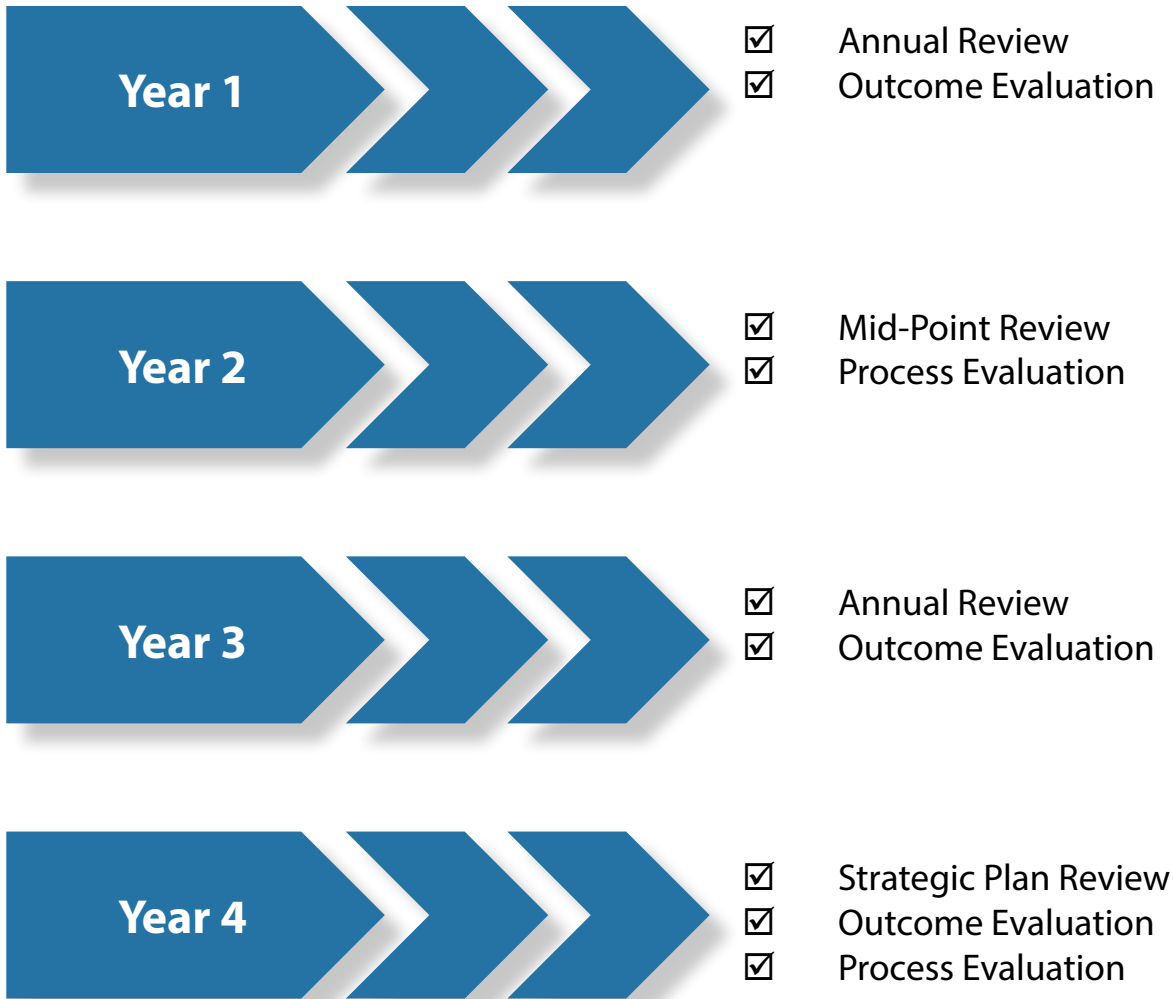 Year 1
☑ Annual Review
☑ Outcome Evaluation
Year 2
☑ Mid-Point Review
☑ Process Evaluation
Year 3
☑ Annual Review
☑ Outcome Evaluation
Year 4
☑ Strategic Plan Review
☑ Outcome Evaluation
☑ Process Evaluation